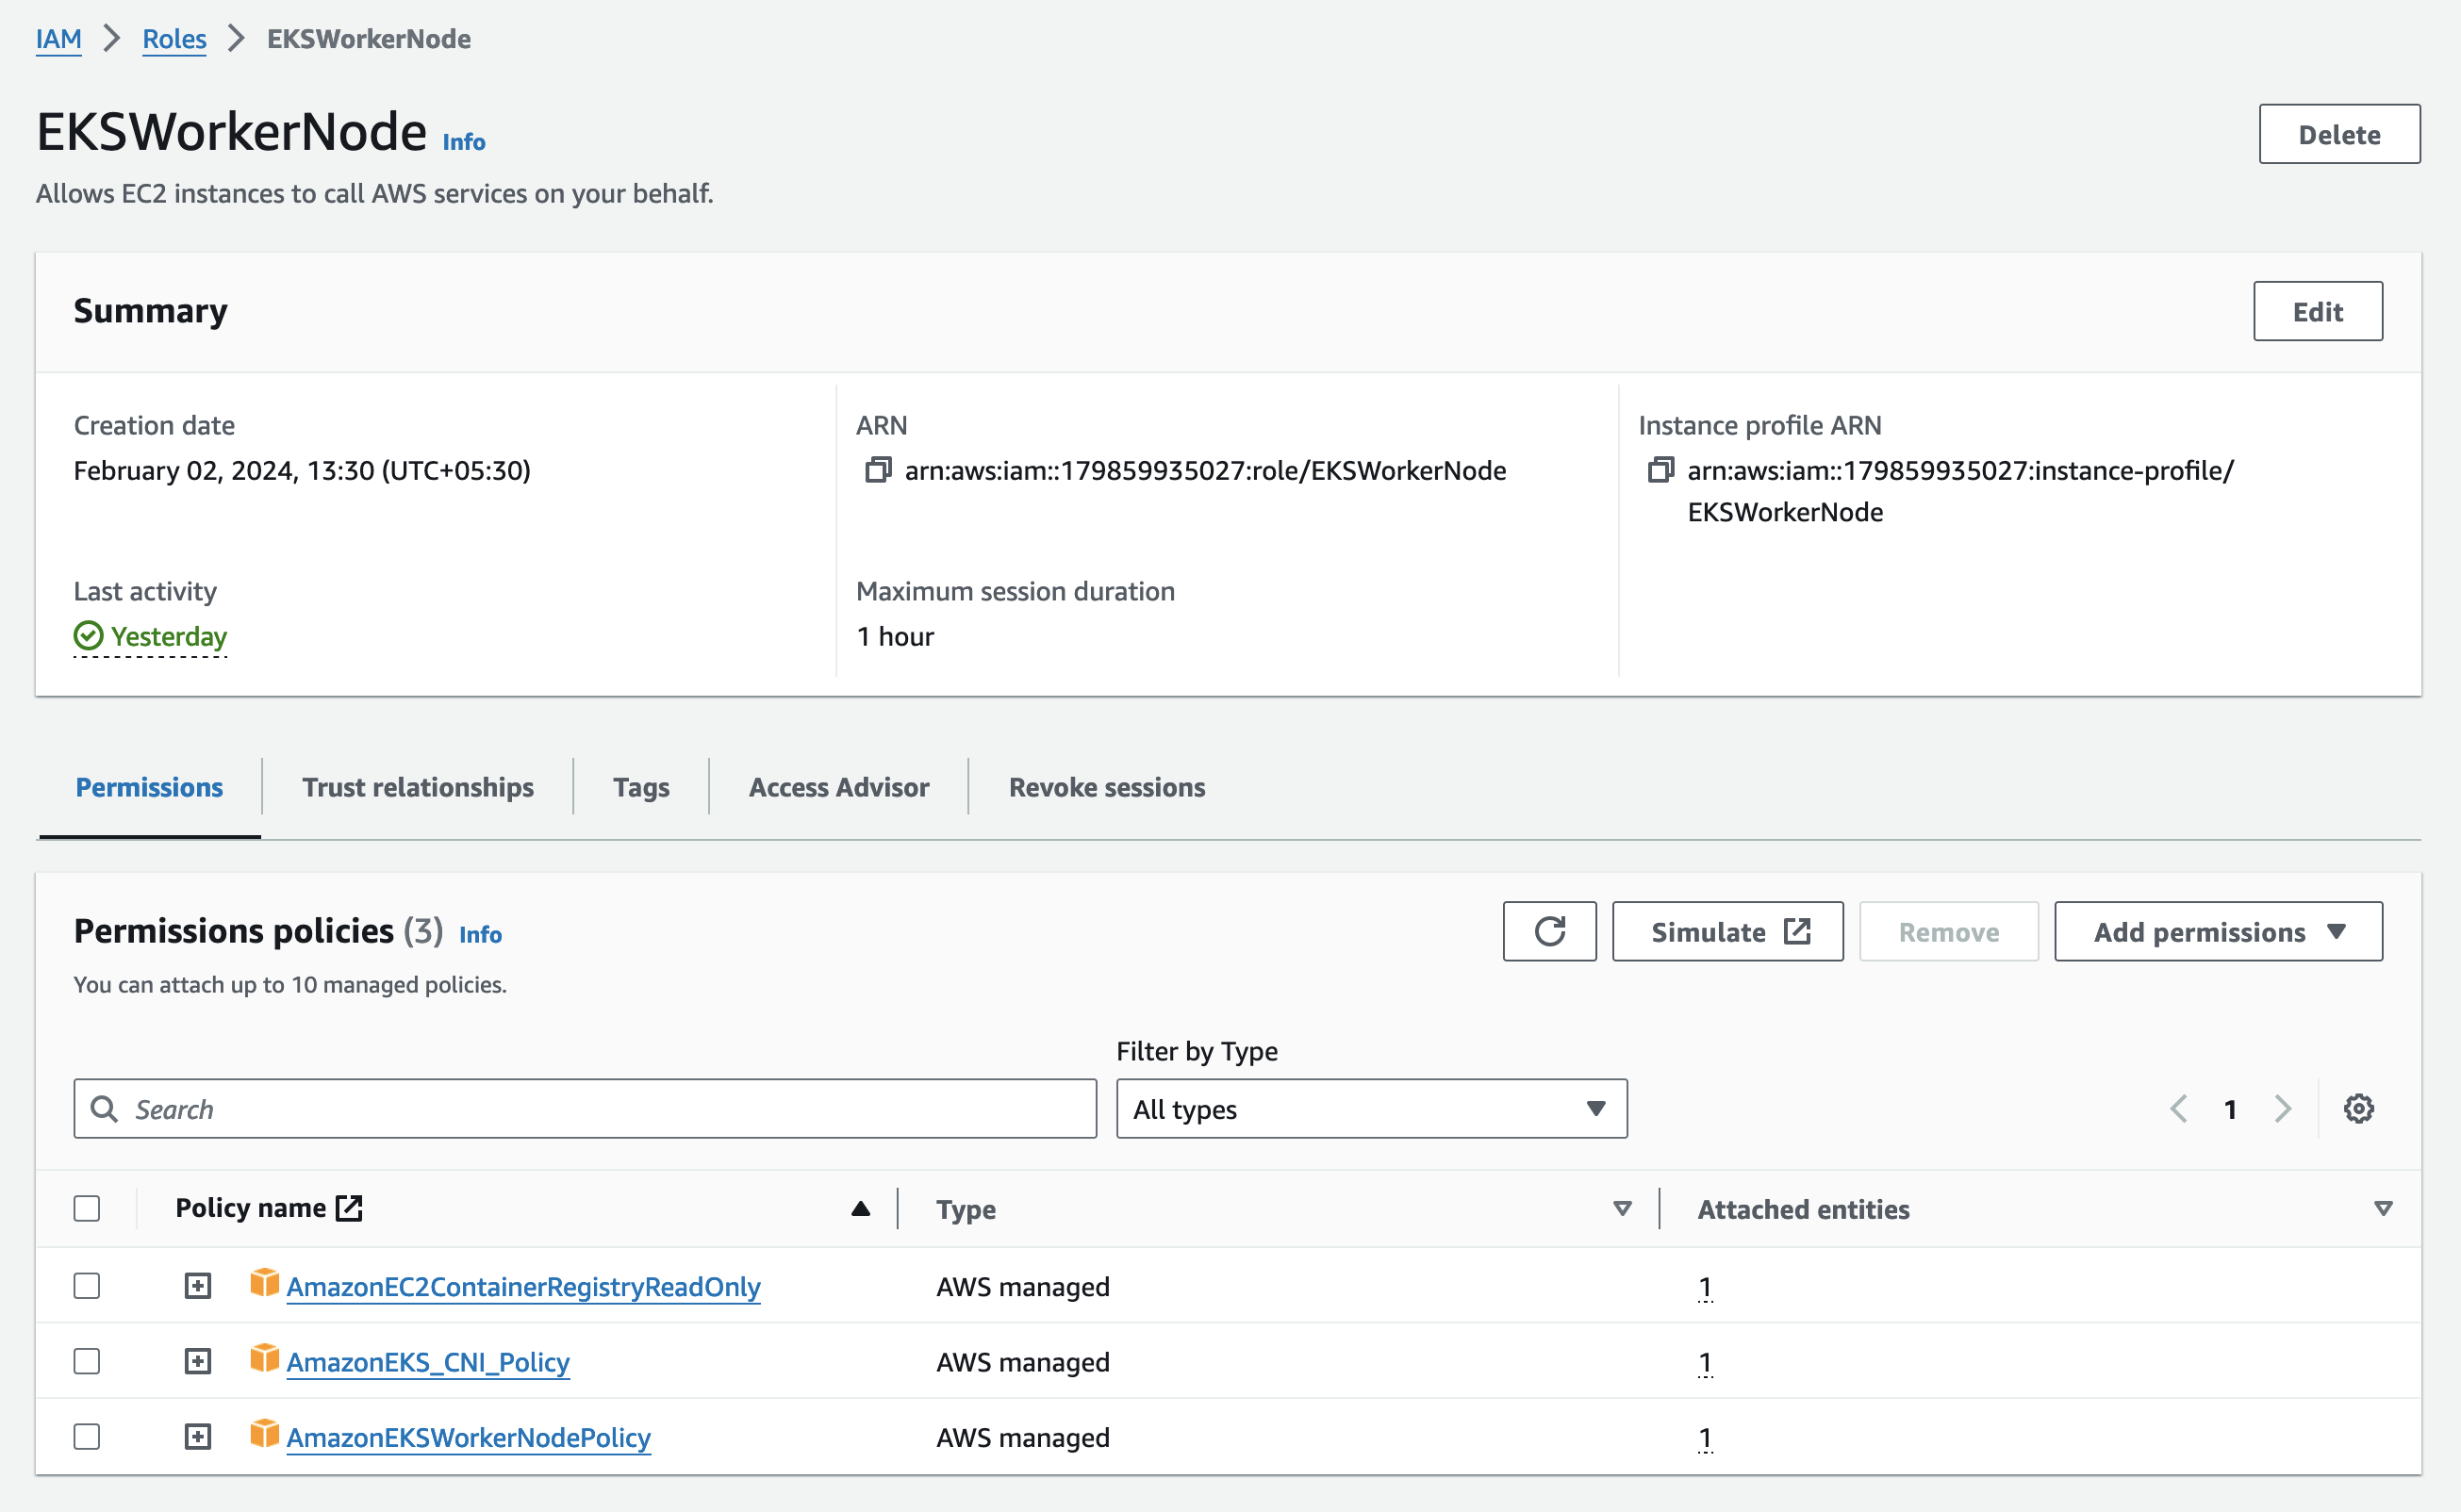 IAM > Roles > EKSWorkerNode
EKSWorkerNode Info
Delete
Allows EC2 instances to call AWS services on your behalf.
Summary
Edit
Creation date
February 02, 2024, 13:30 (UTC+05:30)
ARN
arn:aws:iam::179859935027:role/EKSWorkerNode
Instance profile ARN
arn:aws:iam::179859935027:instance-profile/
EKSWorkerNode
Last activity
Yesterday
Maximum session duration
1 hour
Permissions
Trust relationships
Tags
Access Advisor
Revoke sessions
Permissions policies (3) Info
Simulate
Remove
Add permissions
You can attach up to 10 managed policies.
Filter by Type
Search
All types
1
Policy name
Type
Attached entities
AmazonEC2ContainerRegistryReadOnly
AWS managed
1
AmazonEKS_CNI_Policy
AWS managed
1
AmazonEKSWorkerNodePolicy
AWS managed
1